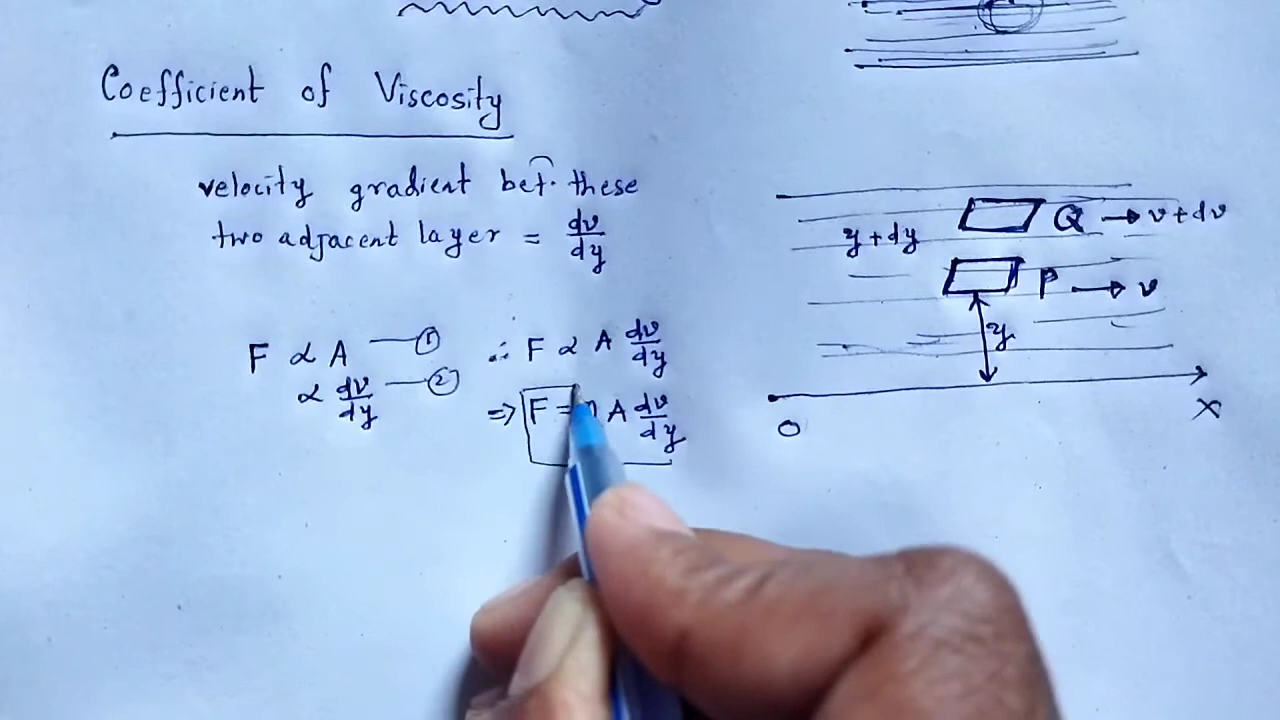 Coefficient of Viscosity
velocity gradient bet. these
two adjacent layer = dv/dy
F ∝ A —①
∝ dv/dy —②
∴ F ∝ A dv/dy
⇒ F = η A dv/dy
Q → v+dv
y+dy
P → v
y
O
X